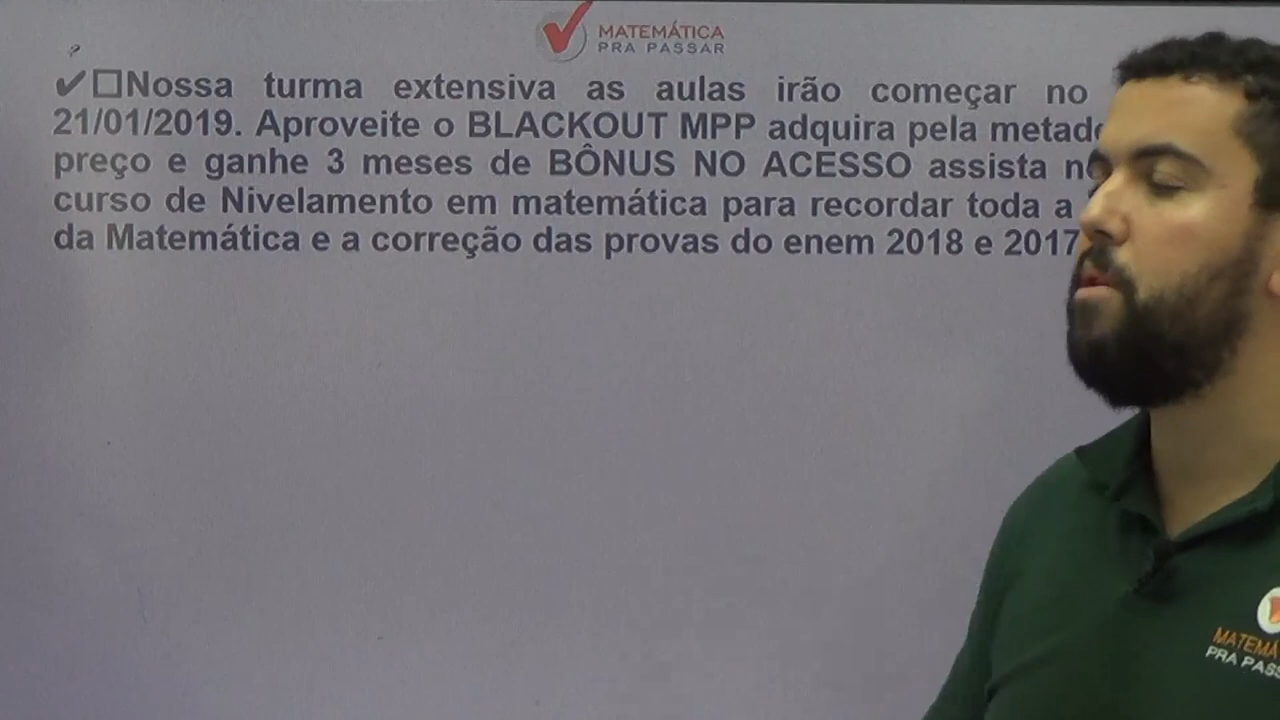 MATEMÁTICA
PRA PASSAR
✔☐Nossa turma extensiva as aulas irão começar no
21/01/2019. Aproveite o BLACKOUT MPP adquira pela
preço e ganhe 3 meses de BÔNUS NO ACESSO assista
curso de Nivelamento em matemática para recordar toda a
da Matemática e a correção das provas do enem 2018 e 2017
PRA